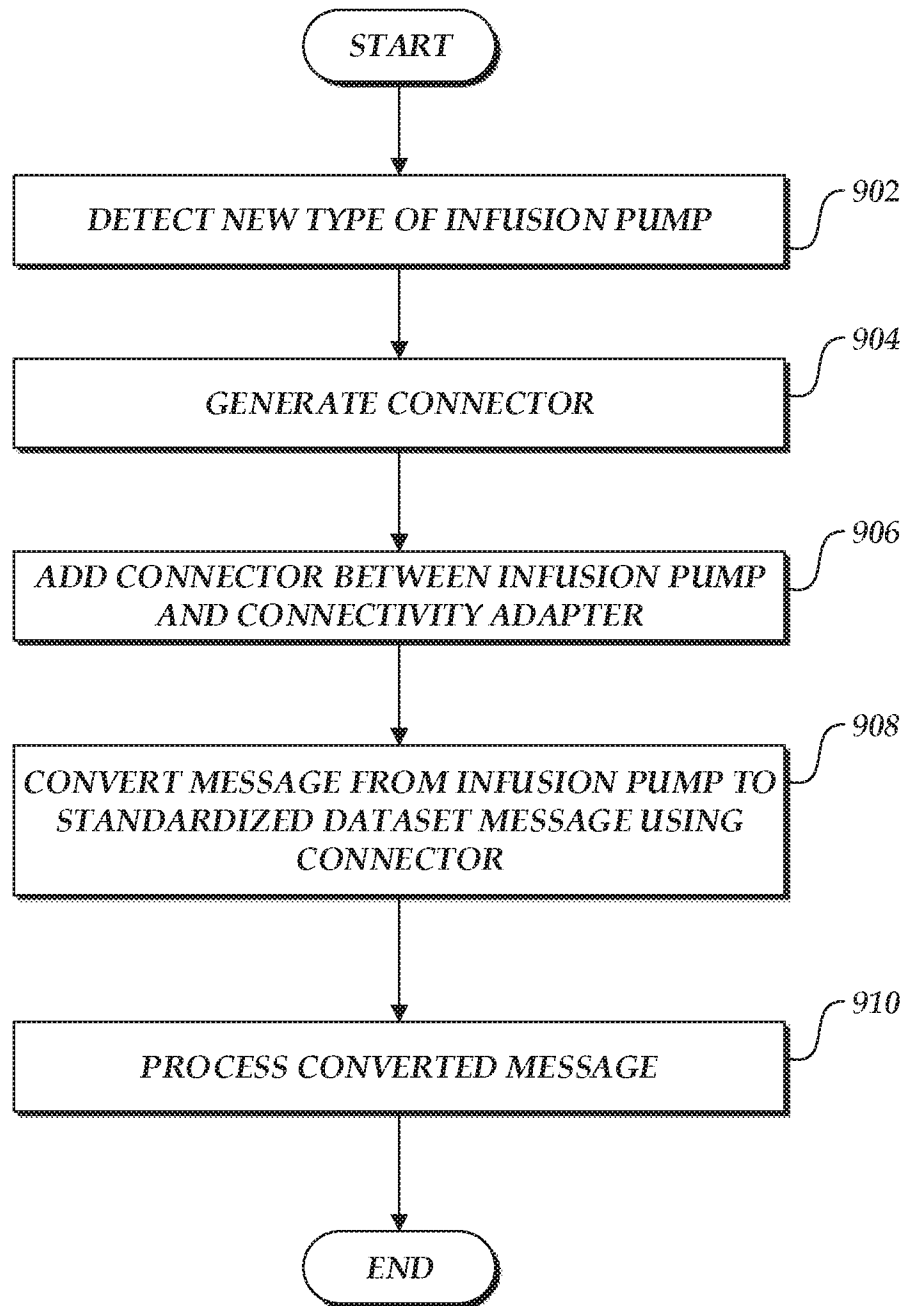 START
DETECT NEW TYPE OF INFUSION PUMP
902
GENERATE CONNECTOR
904
ADD CONNECTOR BETWEEN INFUSION PUMP
AND CONNECTIVITY ADAPTER
906
CONVERT MESSAGE FROM INFUSION PUMP TO
STANDARDIZED DATASET MESSAGE USING
CONNECTOR
908
PROCESS CONVERTED MESSAGE
910
END